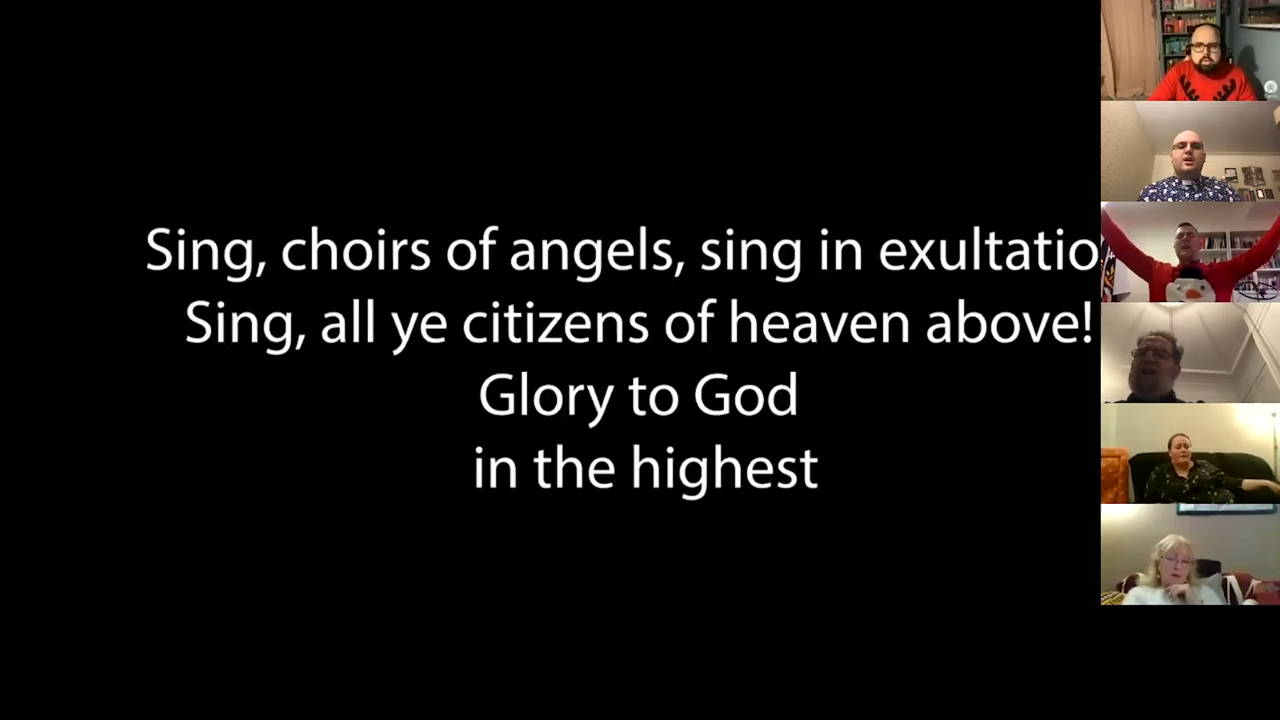 Sing, choirs of angels, sing in exultatio
Sing, all ye citizens of heaven above!
Glory to God
in the highest